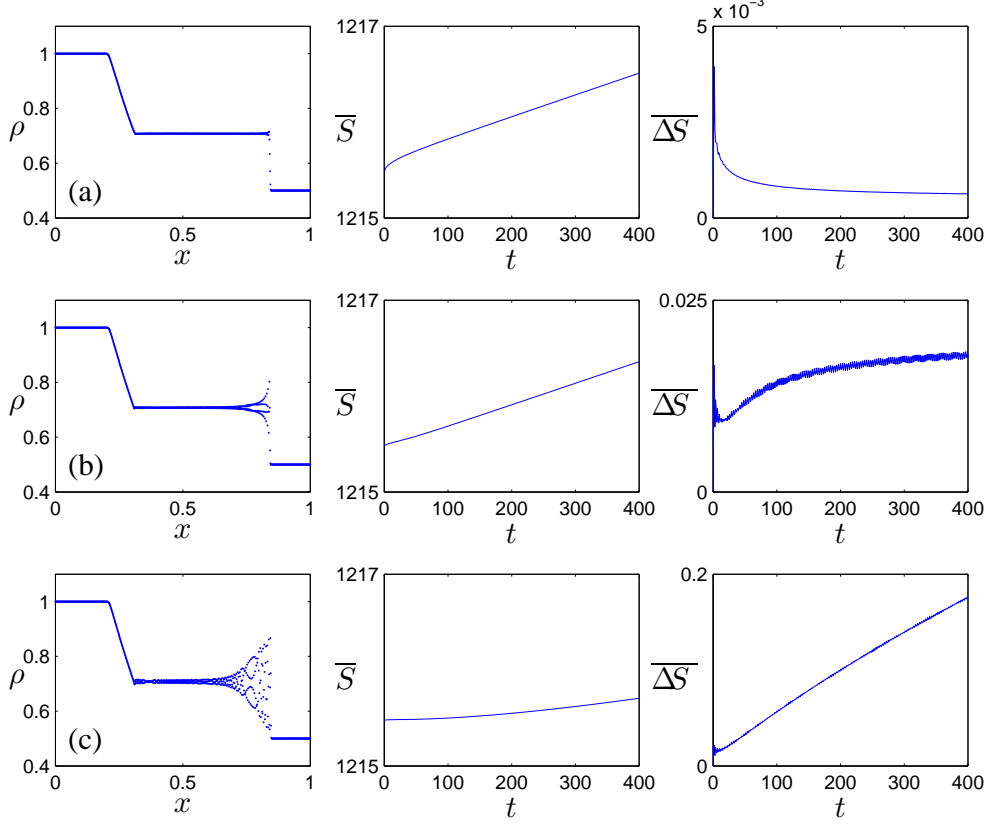 x 10⁻³
1 0.8 0.6 0.4 ρ (a) 0 0.5 1 x
1217 1215 S̅ 0 100 200 300 400 t
5 0 \overline{ΔS} 0 100 200 300 400 t
1 0.8 0.6 0.4 ρ (b) 0 0.5 1 x
1217 1215 S̅ 0 100 200 300 400 t
0.025 0 \overline{ΔS} 0 100 200 300 400 t
1 0.8 0.6 0.4 ρ (c) 0 0.5 1 x
1217 1215 S̅ 0 100 200 300 400 t
0.2 0 \overline{ΔS} 0 100 200 300 400 t